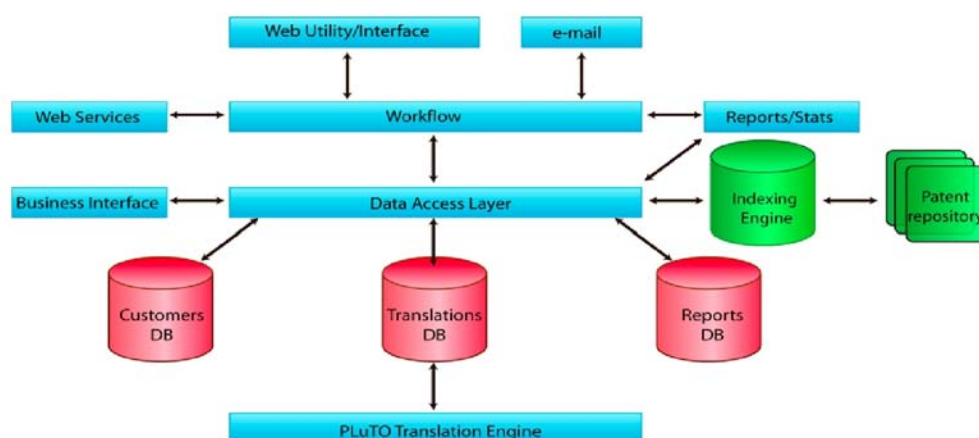 Web Utility/Interface
e-mail
Web Services
Workflow
Reports/Stats
Business Interface
Data Access Layer
Indexing
Engine
Patent
repository
Customers
DB
Translations
DB
Reports
DB
PLuTO Translation Engine